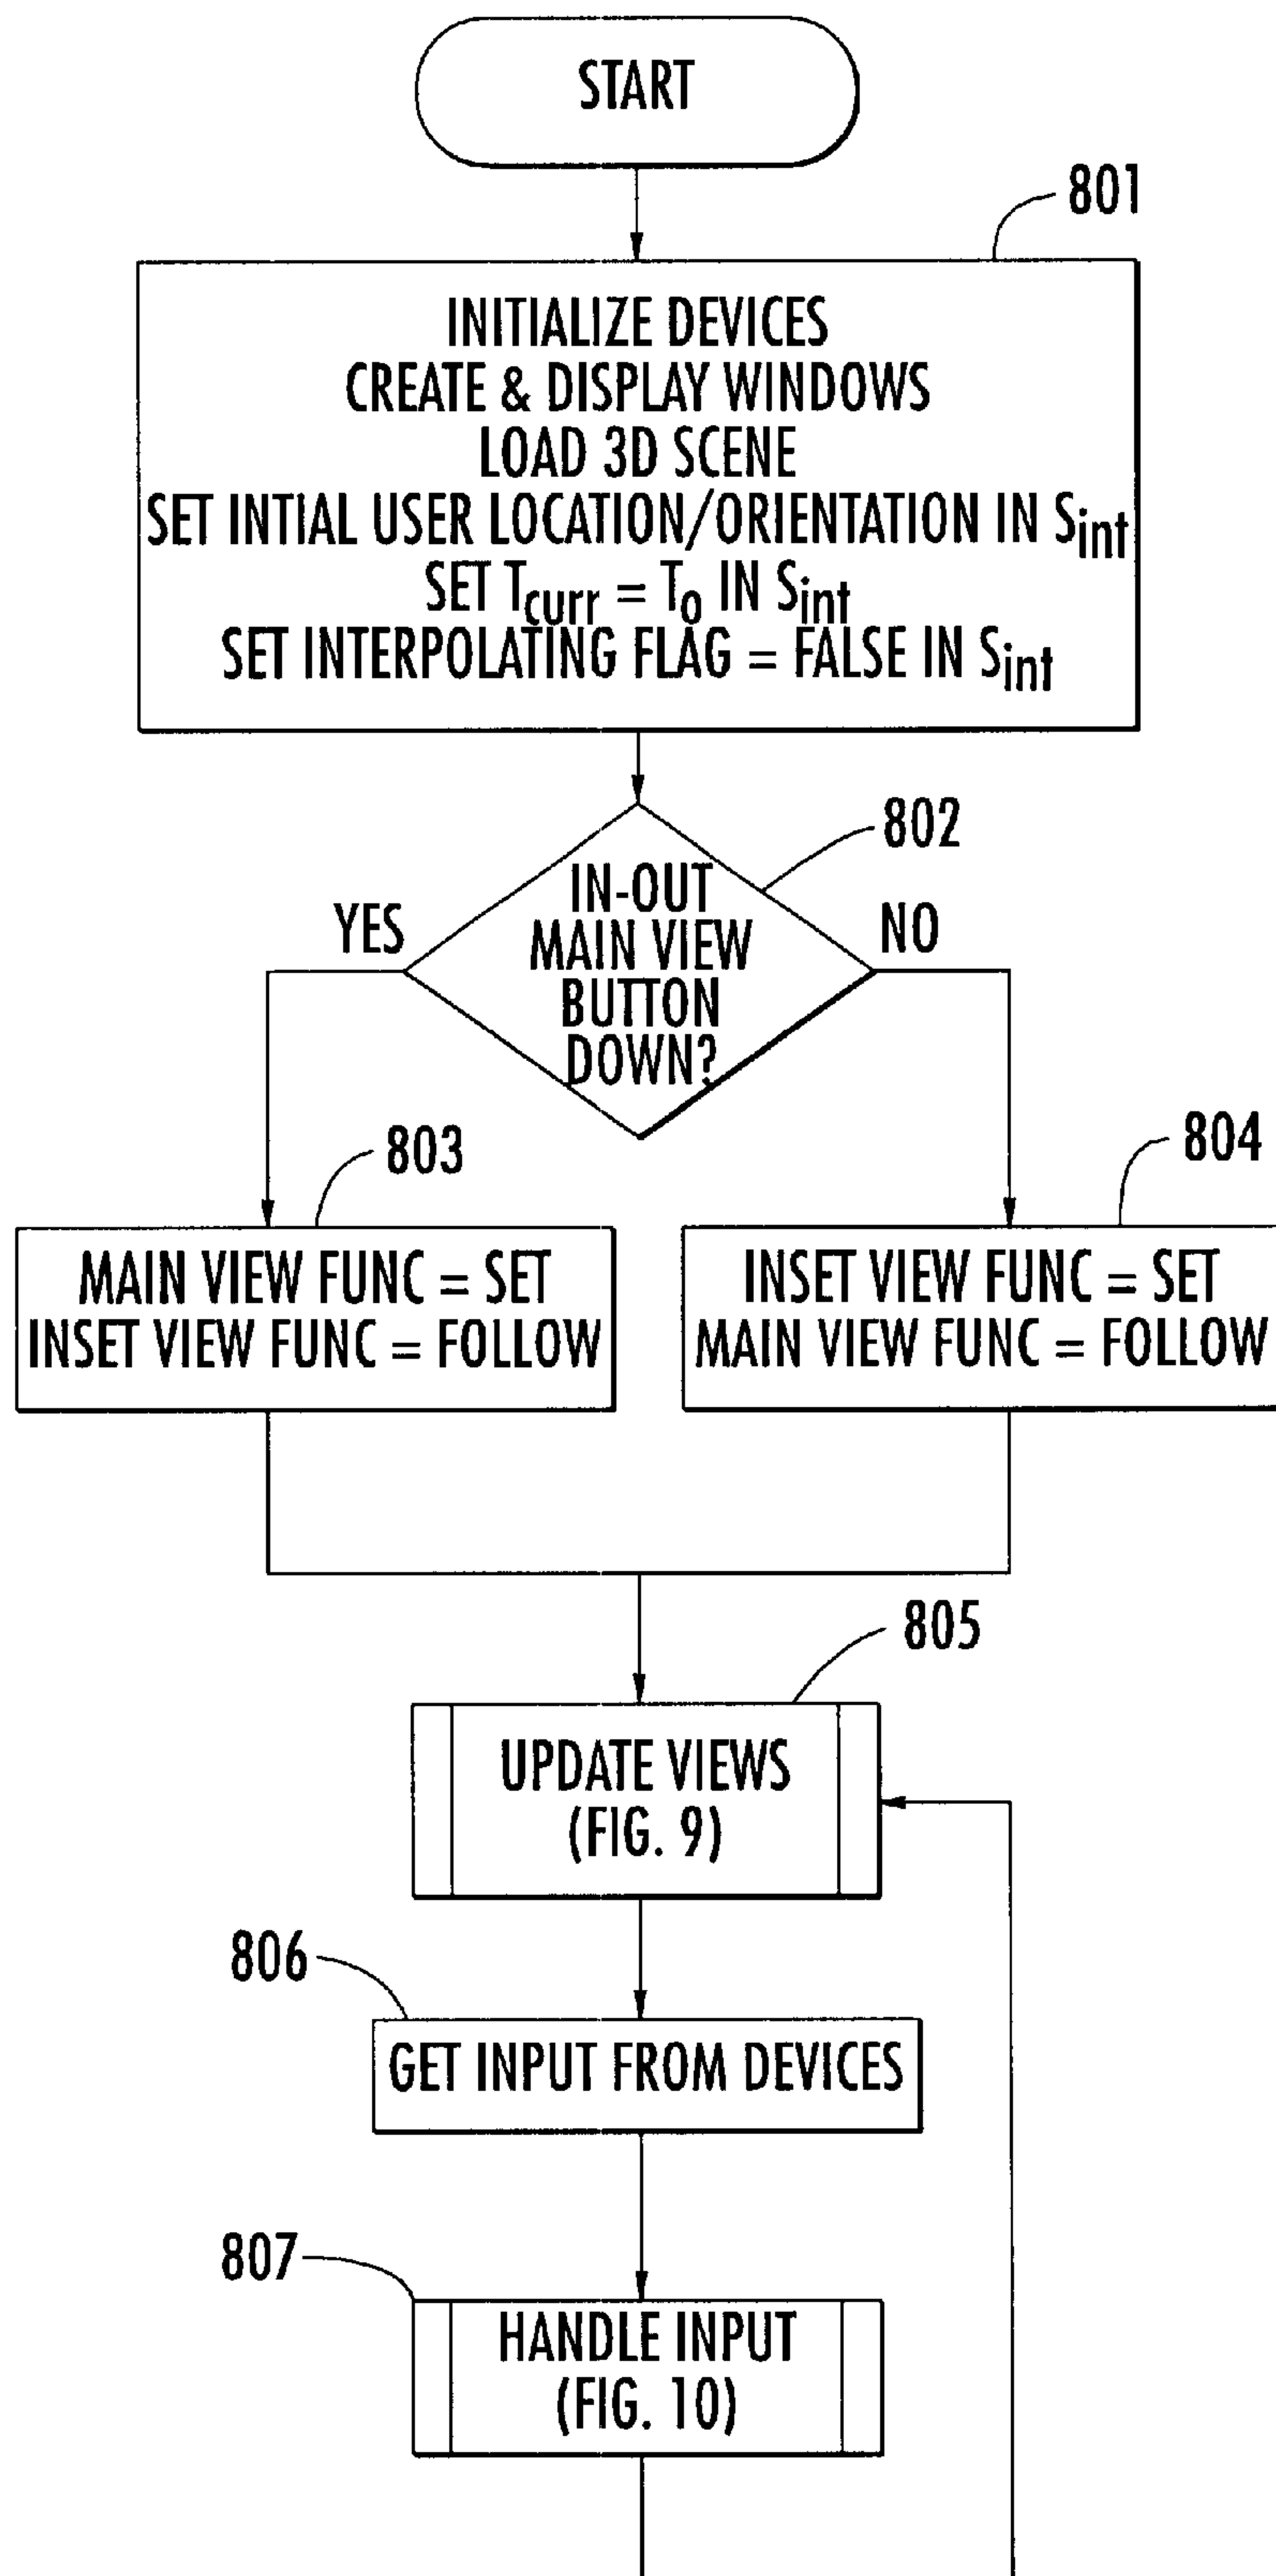 START
801
INITIALIZE DEVICES
CREATE & DISPLAY WINDOWS
LOAD 3D SCENE
SET INTIAL USER LOCATION/ORIENTATION IN Sint
SET Tcurr = To IN Sint
SET INTERPOLATING FLAG = FALSE IN Sint
802
IN-OUT
MAIN VIEW
BUTTON
DOWN?
YES
NO
803
804
MAIN VIEW FUNC = SET
INSET VIEW FUNC = FOLLOW
INSET VIEW FUNC = SET
MAIN VIEW FUNC = FOLLOW
805
UPDATE VIEWS
(FIG. 9)
806
GET INPUT FROM DEVICES
807
HANDLE INPUT
(FIG. 10)